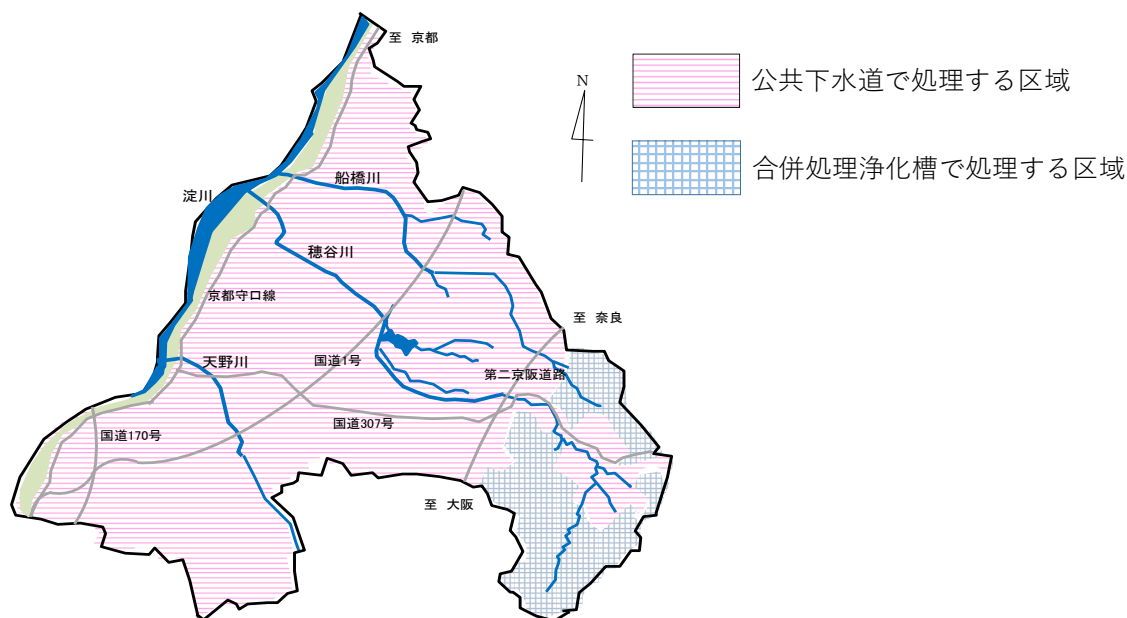 至 京都
N
公共下水道で処理する区域
合併処理浄化槽で処理する区域
船橋川
淀川
穂谷川
京都守口線
至 奈良
天野川
国道1号
第二京阪道路
国道170号
国道307号
至 大阪